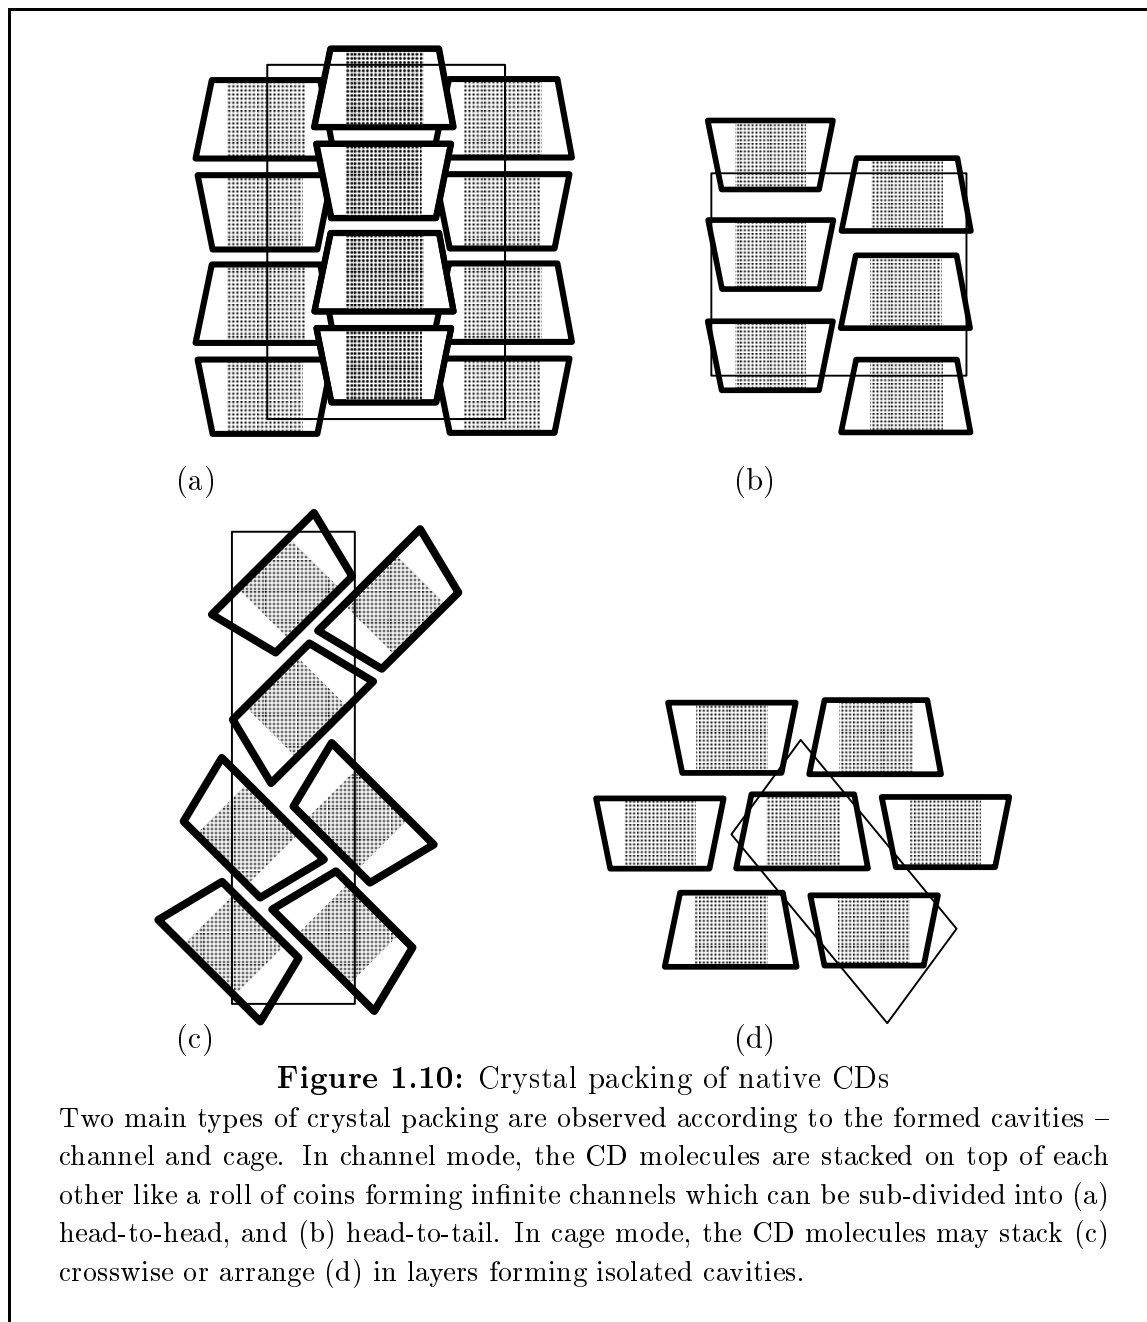 (a)
(b)
(c)
(d)
Figure 1.10: Crystal packing of native CDs
Two main types of crystal packing are observed according to the formed cavities –
channel and cage. In channel mode, the CD molecules are stacked on top of each
other like a roll of coins forming infinite channels which can be sub-divided into (a)
head-to-head, and (b) head-to-tail. In cage mode, the CD molecules may stack (c)
crosswise or arrange (d) in layers forming isolated cavities.